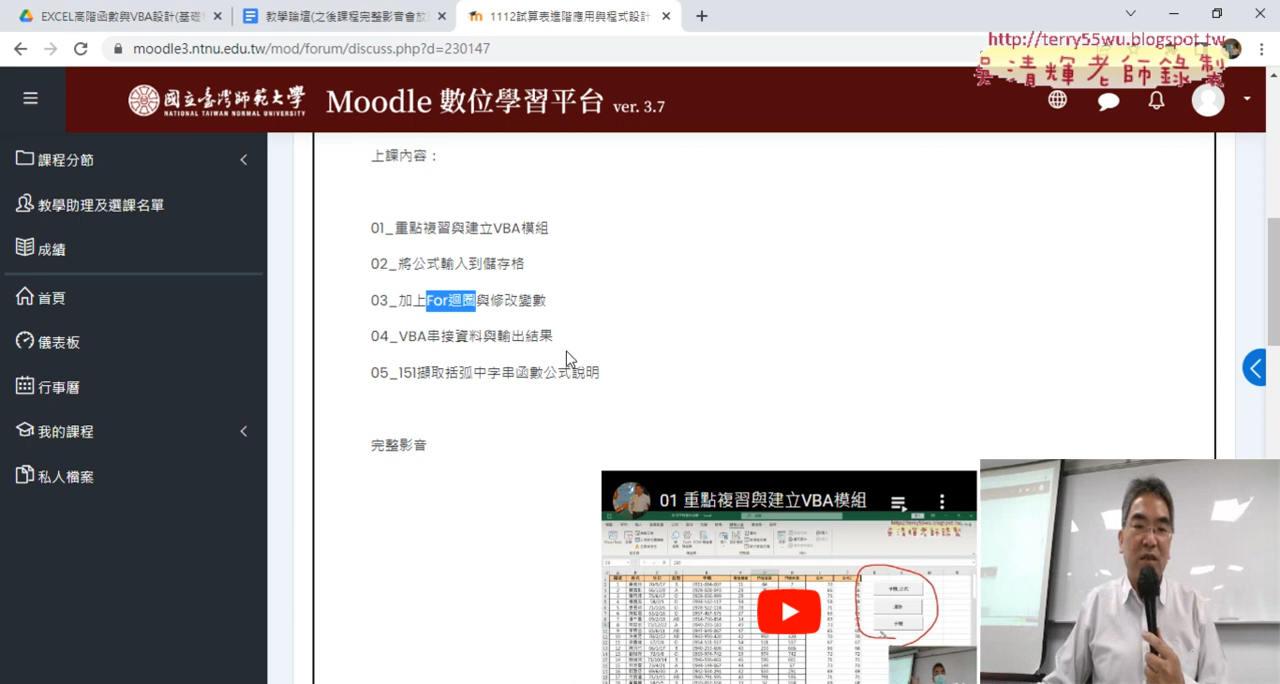 EXCEL高階函數與VBA設計(基礎
教學論壇(之後課程完整影音會放
1112試算表進階應用與程式設計
moodle3.ntnu.edu.tw/mod/forum/discuss.php?d=230147
http://terry55wu.blogspot.tw
吳清輝老師錄製
國立臺灣師範大學
NATIONAL TAIWAN NORMAL UNIVERSITY
Moodle 數位學習平台 ver. 3.7
課程分節
教學助理及選課名單
成績
首頁
儀表板
行事曆
我的課程
私人檔案
上課內容：
01_重點複習與建立VBA模組
02_將公式輸入到儲存格
03_加上For迴圈與修改變數
04_VBA串接資料與輸出結果
05_151擷取括弧中字串函數公式說明
完整影音
01 重點複習與建立VBA模組